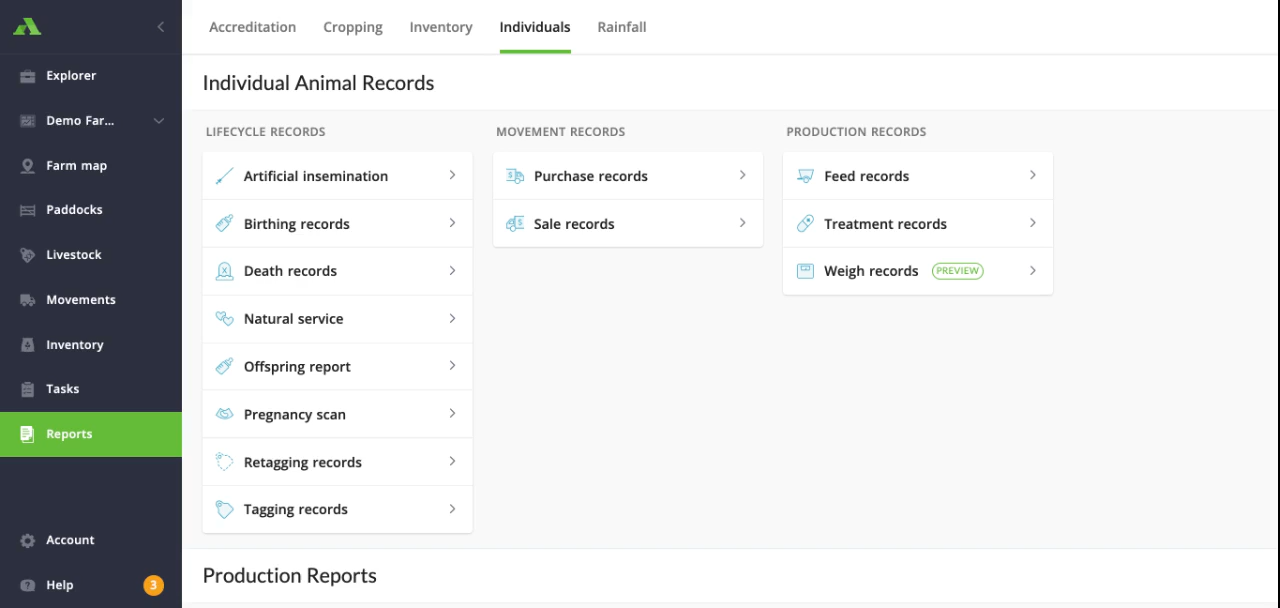 Accreditation
Cropping
Inventory
Individuals
Rainfall
Explorer
Demo Far...
Farm map
Paddocks
Livestock
Movements
Inventory
Tasks
Reports
Account
Help
3
Individual Animal Records
LIFECYCLE RECORDS
Artificial insemination
Birthing records
Death records
Natural service
Offspring report
Pregnancy scan
Retagging records
Tagging records
MOVEMENT RECORDS
Purchase records
Sale records
PRODUCTION RECORDS
Feed records
Treatment records
Weigh records PREVIEW
Production Reports